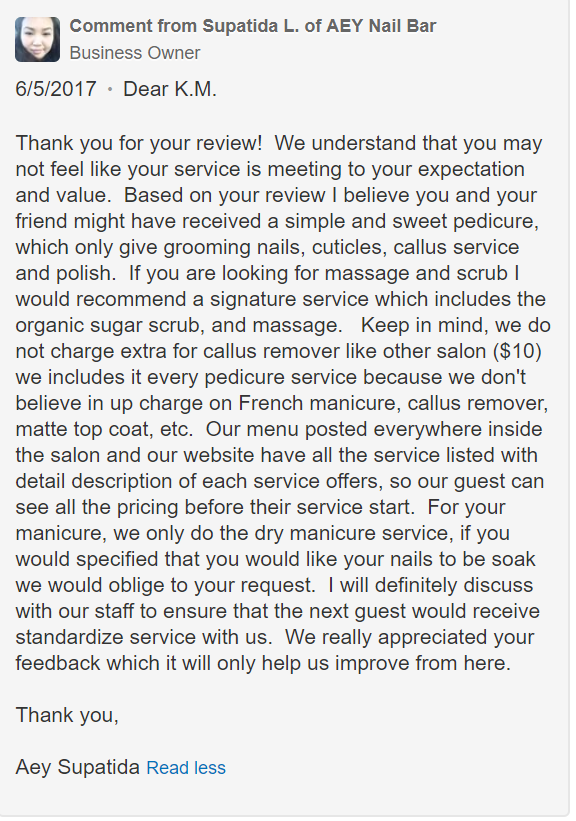 Comment from Supatida L. of AEY Nail Bar
Business Owner
6/5/2017 • Dear K.M.
Thank you for your review!  We understand that you may
not feel like your service is meeting to your expectation
and value.  Based on your review I believe you and your
friend might have received a simple and sweet pedicure,
which only give grooming nails, cuticles, callus service
and polish.  If you are looking for massage and scrub I
would recommend a signature service which includes the
organic sugar scrub, and massage.   Keep in mind, we do
not charge extra for callus remover like other salon ($10)
we includes it every pedicure service because we don't
believe in up charge on French manicure, callus remover,
matte top coat, etc.  Our menu posted everywhere inside
the salon and our website have all the service listed with
detail description of each service offers, so our guest can
see all the pricing before their service start.  For your
manicure, we only do the dry manicure service, if you
would specified that you would like your nails to be soak
we would oblige to your request.  I will definitely discuss
with our staff to ensure that the next guest would receive
standardize service with us.  We really appreciated your
feedback which it will only help us improve from here.
Thank you,
Aey Supatida Read less